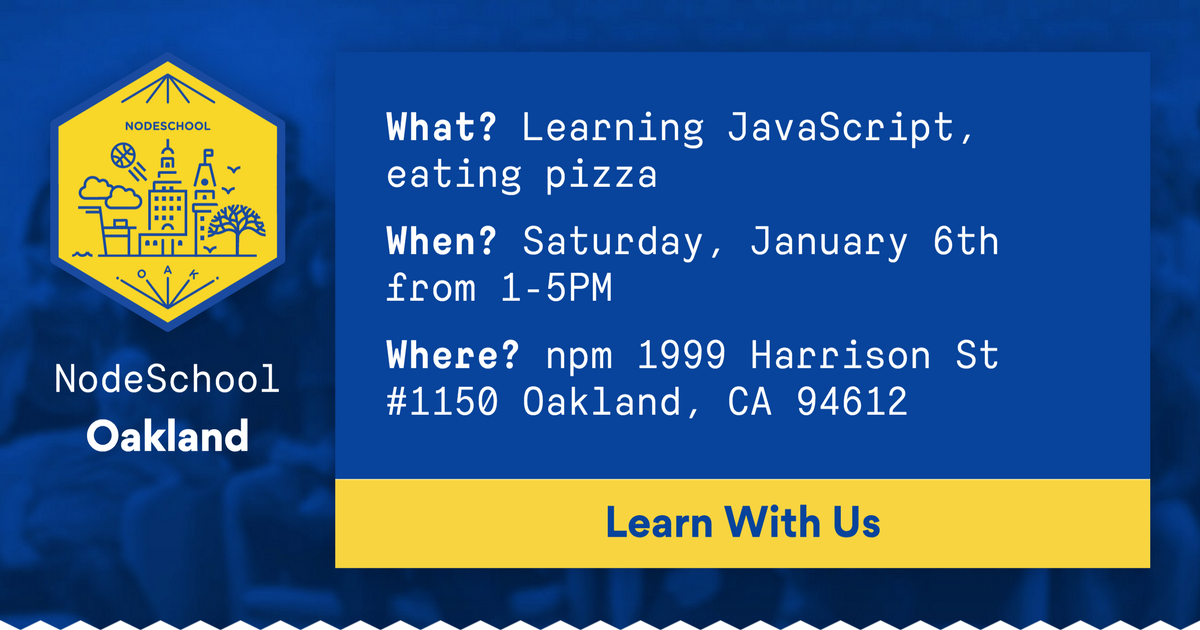 NODESCHOOL
OAK
NodeSchool
Oakland
What? Learning JavaScript,
eating pizza
When? Saturday, January 6th
from 1-5PM
Where? npm 1999 Harrison St
#1150 Oakland, CA 94612
Learn With Us